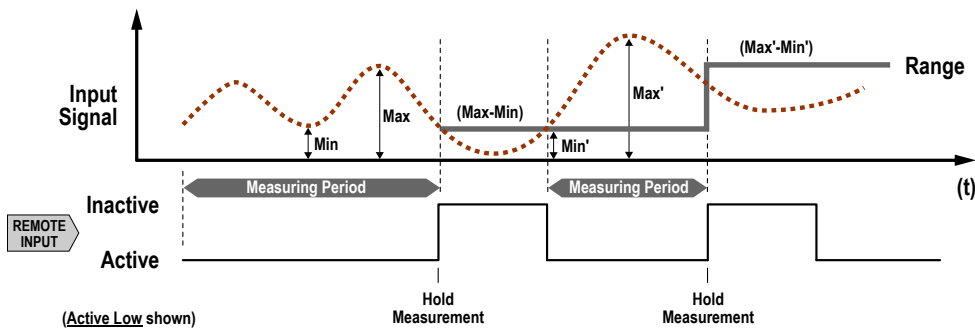 (Max'-Min')
Range
Input
Signal
(Max-Min)
Max
Max'
Min
Min'
Measuring Period
Measuring Period
(t)
Inactive
REMOTE
INPUT
Active
Hold
Measurement
Hold
Measurement
(Active Low shown)